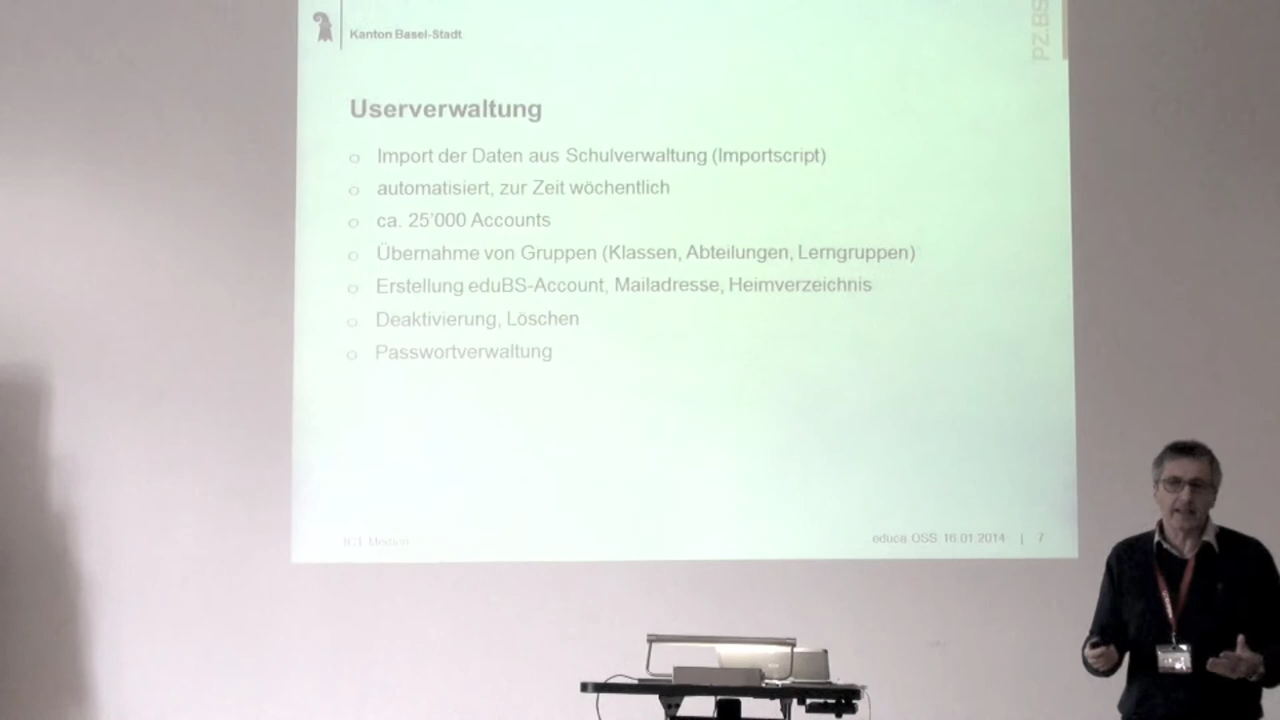 Kanton Basel-Stadt
PZ.BS
Userverwaltung
o Import der Daten aus Schulverwaltung (Importscript)
o automatisiert, zur Zeit wöchentlich
o ca. 25'000 Accounts
o Übernahme von Gruppen (Klassen, Abteilungen, Lerngruppen)
o Erstellung eduBS-Account, Mailadresse, Heimverzeichnis
o Deaktivierung, Löschen
o Passwortverwaltung
ICT Medien
educa OSS 16.01.2014 | 7